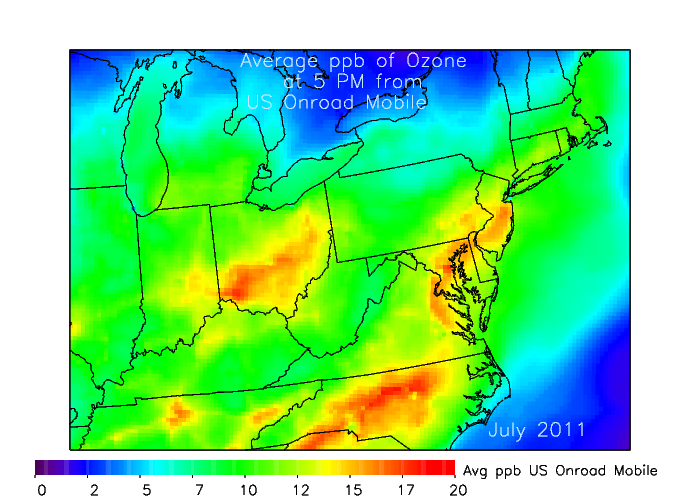 Average ppb of Ozone
at 5 PM from
US Onroad Mobile
July 2011
Avg ppb US Onroad Mobile
0 2 5 7 10 12 15 17 20